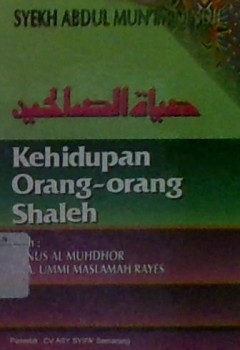 SYEKH ABDUL MUN'IM
حياة الصالحين
Kehidupan
Orang-orang
Shaleh
AL MUHDHOR
UMMI MASLAMAH RAYES
Penerbit : CV ASY SYIFA' Semarang